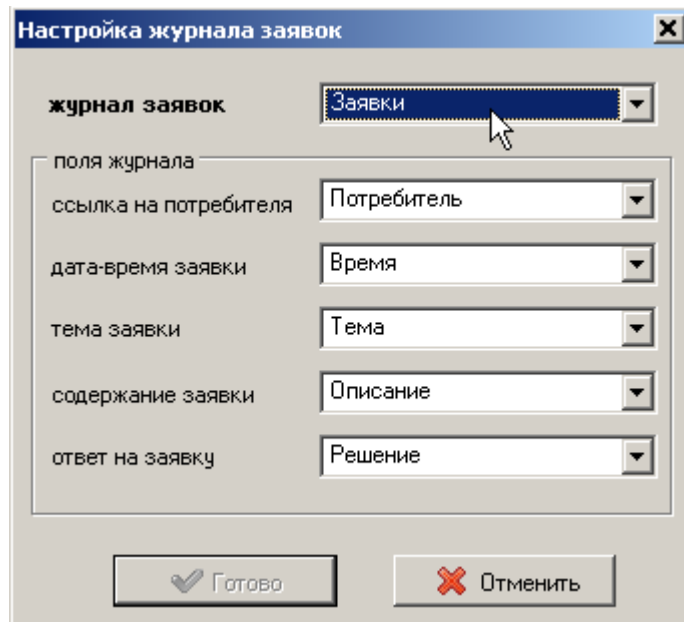 Настройка журнала заявок
журнал заявок Заявки
поля журнала
ссылка на потребителя Потребитель
дата-время заявки Время
тема заявки Тема
содержание заявки Описание
ответ на заявку Решение
Готово Отменить